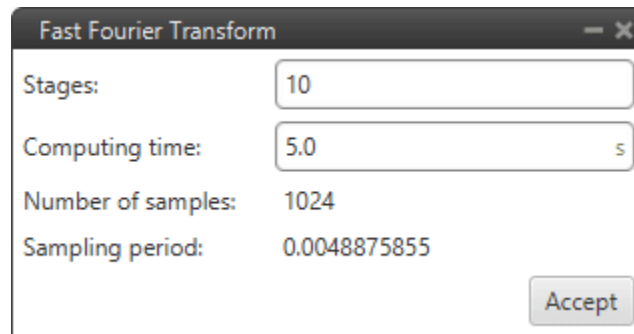 Fast Fourier Transform
Stages: 10
Computing time: 5.0 s
Number of samples: 1024
Sampling period: 0.0048875855
Accept